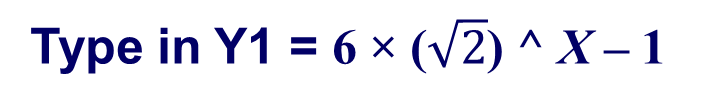 Type in Y1 = 6 × (√2) ^ X – 1